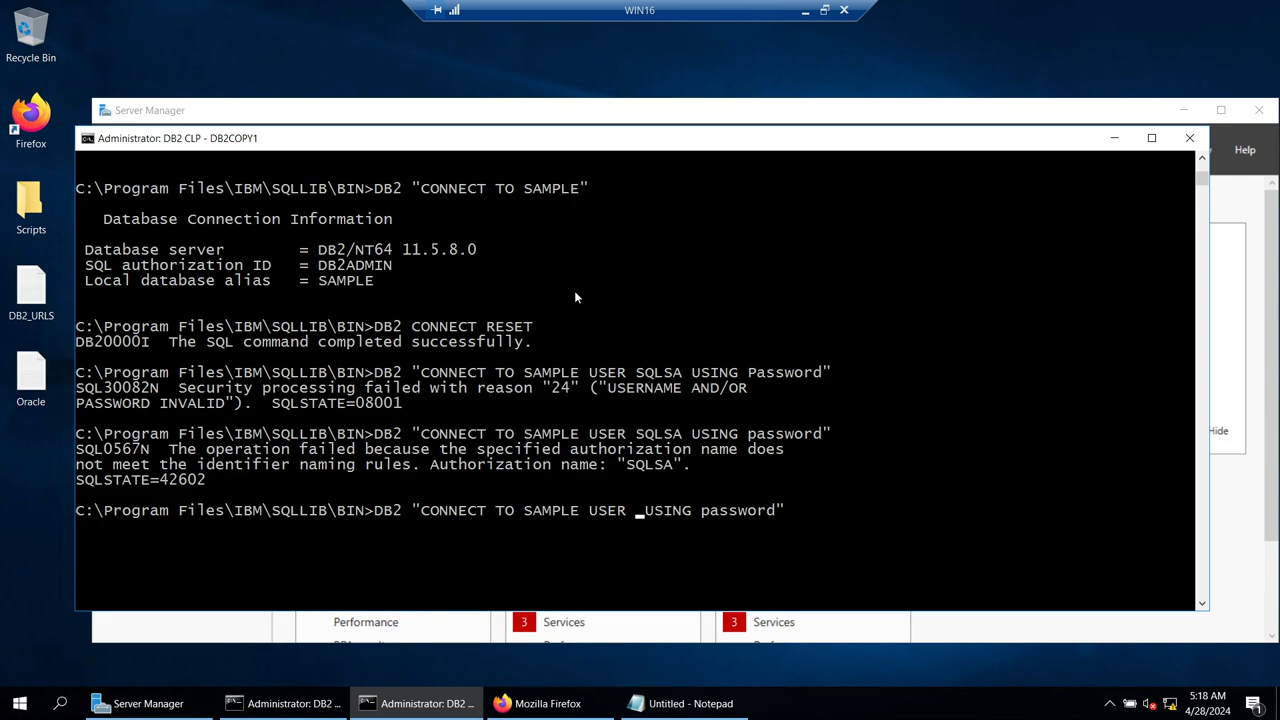 WIN16
Recycle Bin
Firefox
Scripts
DB2_URLS
Oracle
Server Manager
Help
Administrator: DB2 CLP - DB2COPY1
C:\Program Files\IBM\SQLLIB\BIN>DB2 "CONNECT TO SAMPLE"
Database Connection Information
Database server = DB2/NT64 11.5.8.0
SQL authorization ID = DB2ADMIN
Local database alias = SAMPLE
C:\Program Files\IBM\SQLLIB\BIN>DB2 CONNECT RESET
DB20000I The SQL command completed successfully.
C:\Program Files\IBM\SQLLIB\BIN>DB2 "CONNECT TO SAMPLE USER SQLSA USING Password"
SQL30082N Security processing failed with reason "24" ("USERNAME AND/OR
PASSWORD INVALID"). SQLSTATE=08001
C:\Program Files\IBM\SQLLIB\BIN>DB2 "CONNECT TO SAMPLE USER SQLSA USING password"
SQL0567N The operation failed because the specified authorization name does
not meet the identifier naming rules. Authorization name: "SQLSA".
SQLSTATE=42602
C:\Program Files\IBM\SQLLIB\BIN>DB2 "CONNECT TO SAMPLE USER _USING password"
Hide
Performance
3 Services
3 Services
Server Manager
Administrator: DB2 ...
Administrator: DB2 ...
Mozilla Firefox
Untitled - Notepad
5:18 AM
4/28/2024
1